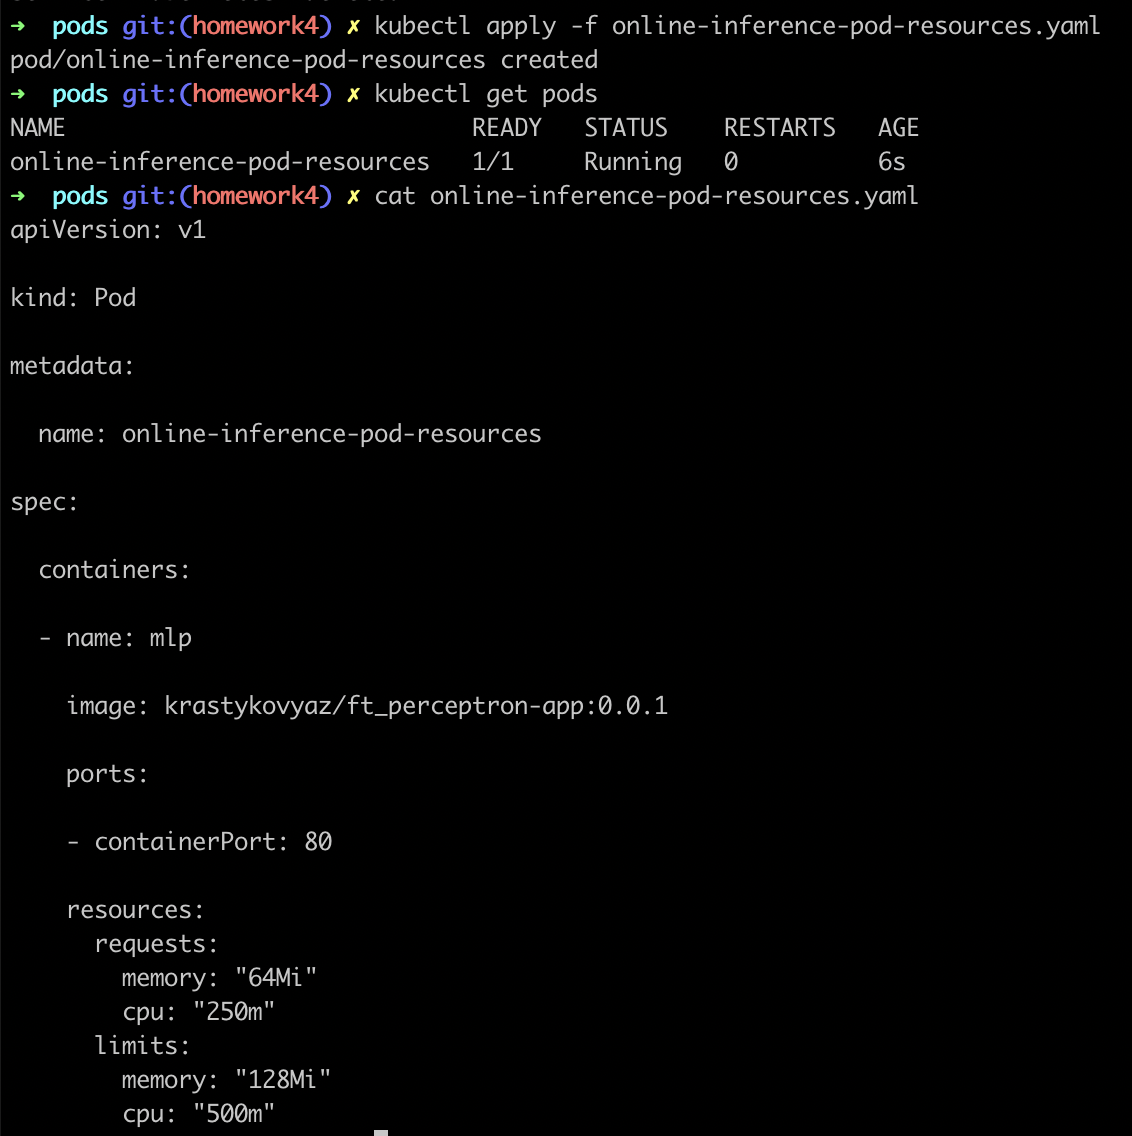 ➜  pods git:(homework4) ✗ kubectl apply -f online-inference-pod-resources.yaml
pod/online-inference-pod-resources created
➜  pods git:(homework4) ✗ kubectl get pods
NAME                             READY   STATUS    RESTARTS   AGE
online-inference-pod-resources   1/1     Running   0          6s
➜  pods git:(homework4) ✗ cat online-inference-pod-resources.yaml
apiVersion: v1
kind: Pod
metadata:
  name: online-inference-pod-resources
spec:
  containers:
  - name: mlp
    image: krastykovyaz/ft_perceptron-app:0.0.1
    ports:
    - containerPort: 80
    resources:
      requests:
        memory: "64Mi"
        cpu: "250m"
      limits:
        memory: "128Mi"
        cpu: "500m"